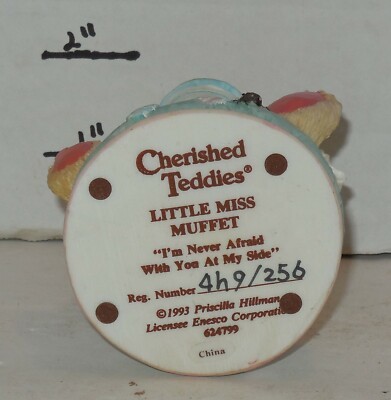 2"
1"
Cherished
Teddies®
LITTLE MISS
MUFFET
"I'm Never Afraid
With You At My Side"
Reg. Number 4h9/256
©1993 Priscilla Hillman
Licensee Enesco Corporation
624799
China